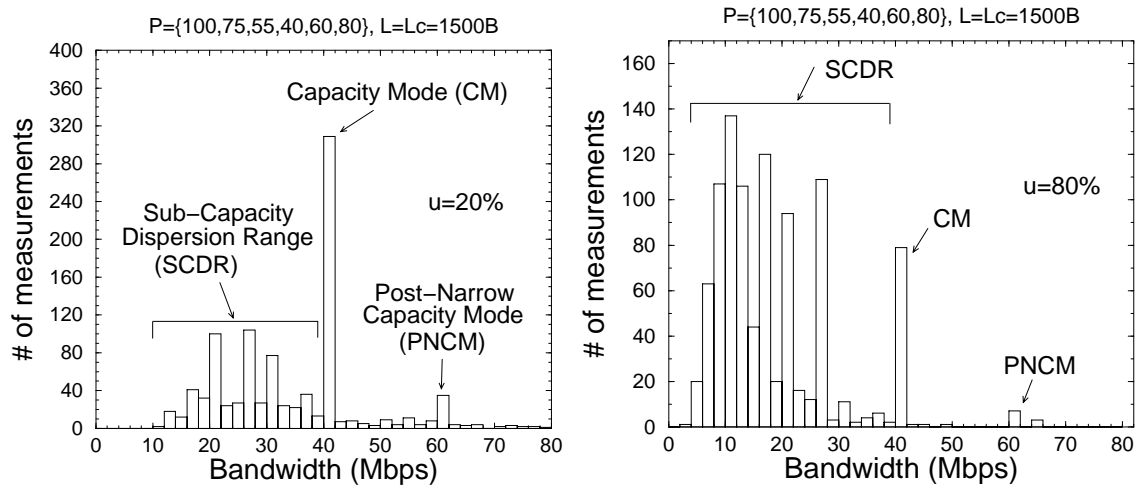 P={100,75,55,40,60,80}, L=Lc=1500B
400
360
320
280
240
200
160
120
80
40
0
# of measurements
Capacity Mode (CM)
u=20%
Sub−Capacity
Dispersion Range
(SCDR)
Post−Narrow
Capacity Mode
(PNCM)
0 10 20 30 40 50 60 70 80
Bandwidth (Mbps)
P={100,75,55,40,60,80}, L=Lc=1500B
160
140
120
100
80
60
40
20
0
# of measurements
SCDR
u=80%
CM
PNCM
0 10 20 30 40 50 60 70 80
Bandwidth (Mbps)